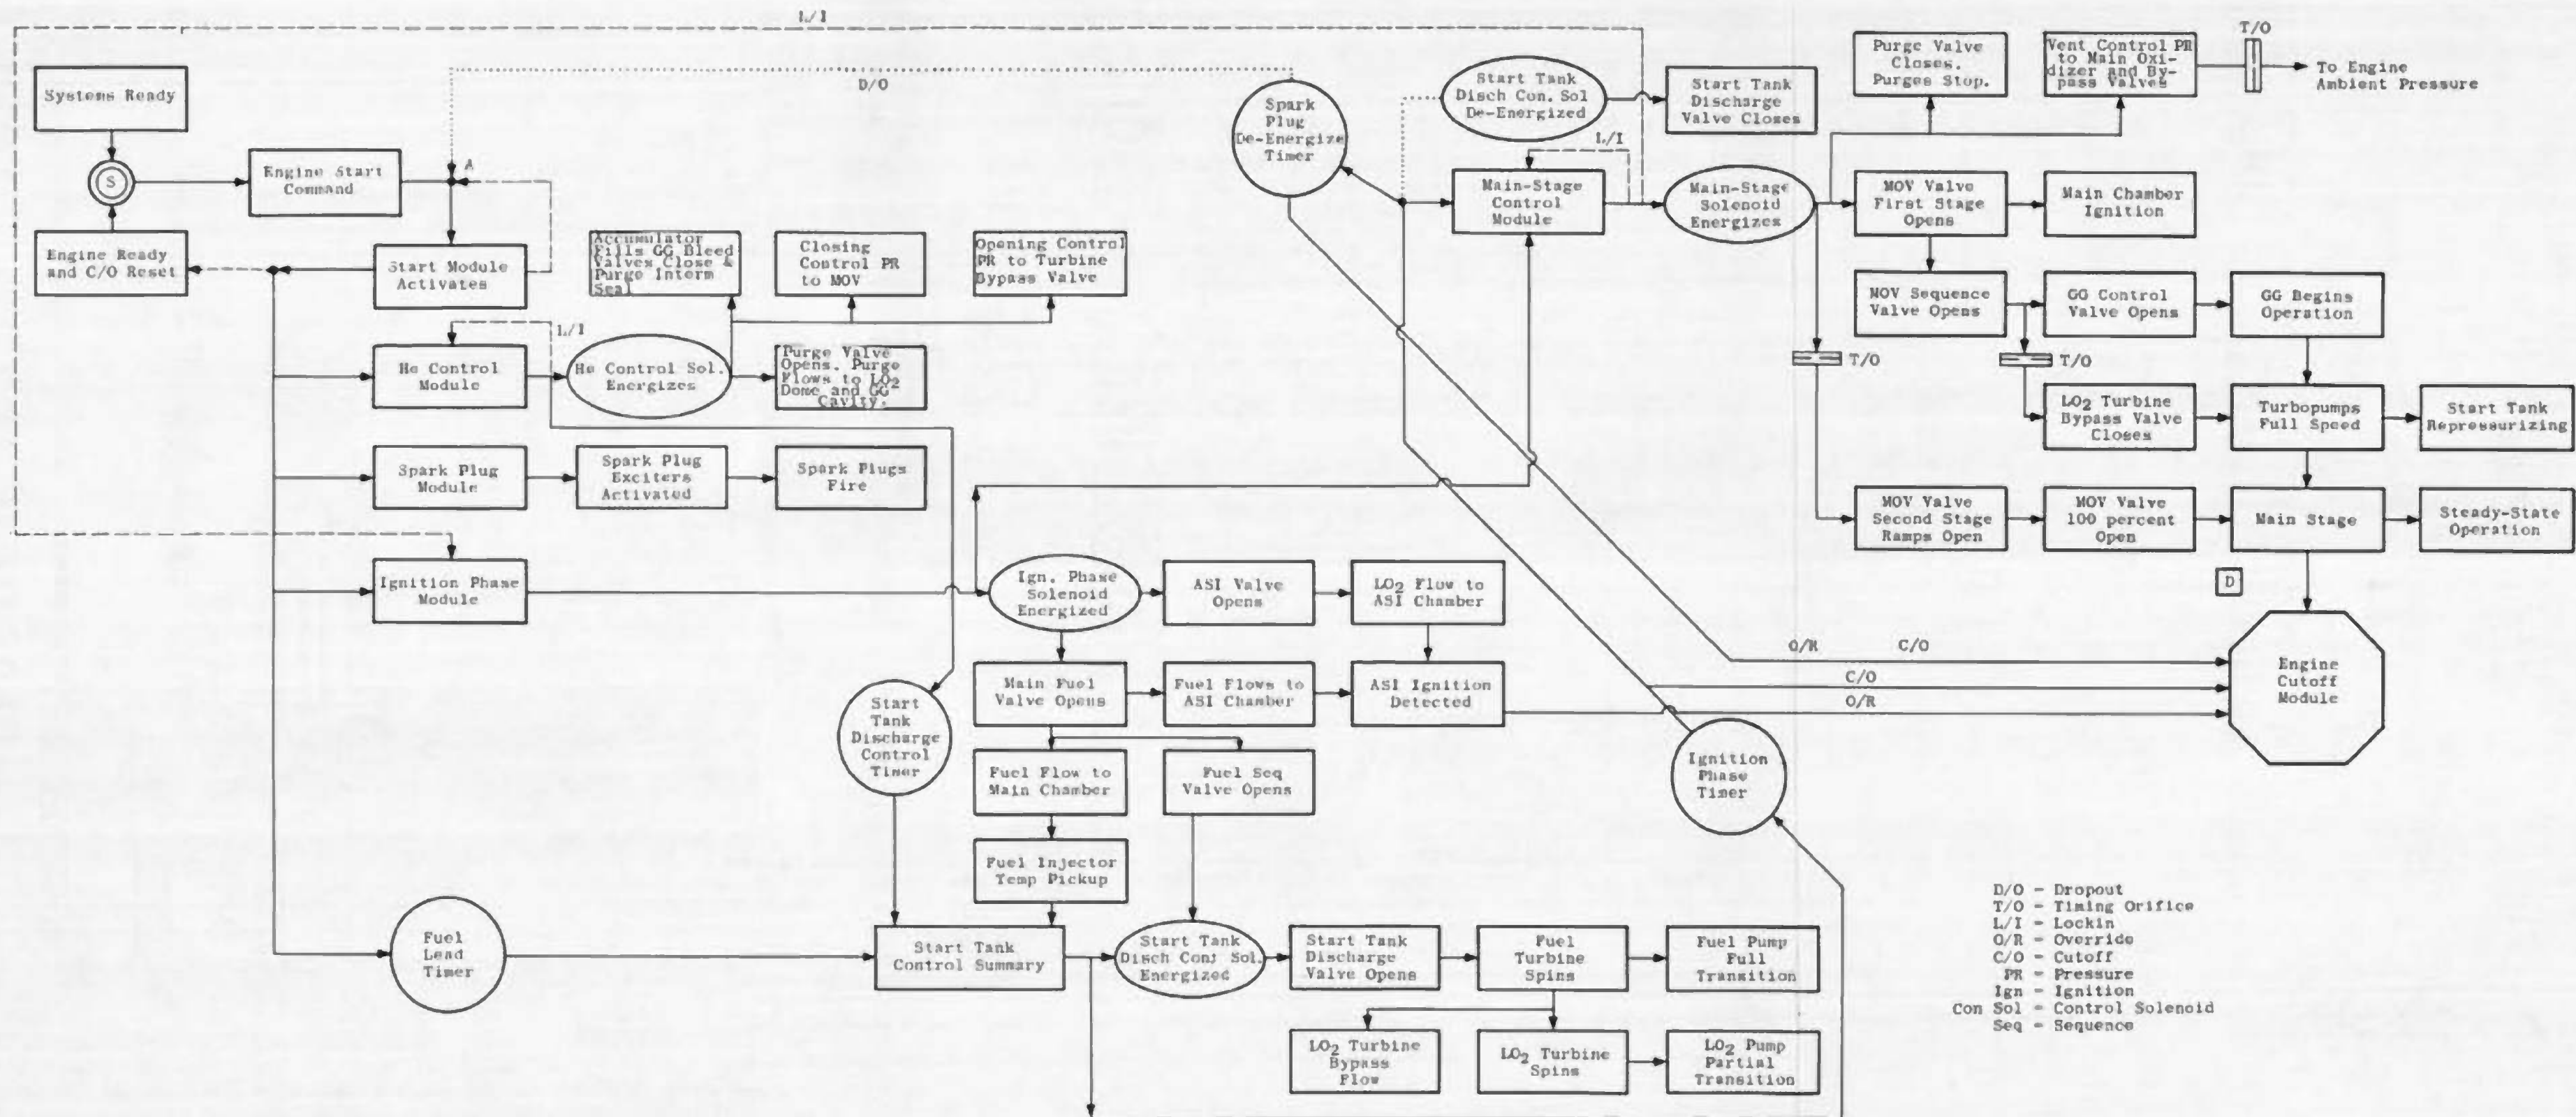 L/I
Systems Ready
S
Engine Ready
and C/O Reset
Engine Start
Command
A
D/O
Start Module
Activates
Accumulator
Fills GG Bleed
Valves Close &
Purge Interm
Seal
Closing
Control PR
to MOV
Opening Control
PR to Turbine
Bypass Valve
L/I
He Control
Module
He Control Sol.
Energizes
Purge Valve
Opens. Purge
Flows to LO2
Dome and GG
Cavity.
Spark Plug
Module
Spark Plug
Exciters
Activated
Spark Plugs
Fire
Ignition Phase
Module
Ign. Phase
Solenoid
Energized
ASI Valve
Opens
LO2 Flow to
ASI Chamber
Main Fuel
Valve Opens
Fuel Flows to
ASI Chamber
ASI Ignition
Detected
Start
Tank
Discharge
Control
Timer
Fuel Flow to
Main Chamber
Fuel Seq
Valve Opens
Fuel Injector
Temp Pickup
Fuel
Lead
Timer
Start Tank
Control Summary
Start Tank
Disch Con. Sol.
Energized
Start Tank
Discharge
Valve Opens
Fuel
Turbine
Spins
Fuel Pump
Full
Transition
LO2 Turbine
Bypass
Flow
LO2 Turbine
Spins
LO2 Pump
Partial
Transition
Spark
Plug
De-Energize
Timer
Start Tank
Disch Con. Sol
De-Energized
Start Tank
Discharge
Valve Closes
L/I
Main-Stage
Control
Module
Main-Stage
Solenoid
Energizes
Purge Valve
Closes.
Purges Stop.
Vent Control PR
to Main Oxi-
dizer and By-
pass Valves
T/O
To Engine
Ambient Pressure
MOV Valve
First Stage
Opens
Main Chamber
Ignition
MOV Sequence
Valve Opens
GG Control
Valve Opens
GG Begins
Operation
T/O
T/O
LO2 Turbine
Bypass Valve
Closes
Turbopumps
Full Speed
Start Tank
Repressurizing
MOV Valve
Second Stage
Ramps Open
MOV Valve
100 percent
Open
Main Stage
Steady-State
Operation
D
O/R C/O
C/O
O/R
Engine
Cutoff
Module
Ignition
Phase
Timer
D/O - Dropout
T/O - Timing Orifice
L/I - Lockin
O/R - Override
C/O - Cutoff
PR - Pressure
Ign - Ignition
Con Sol - Control Solenoid
Seq - Sequence